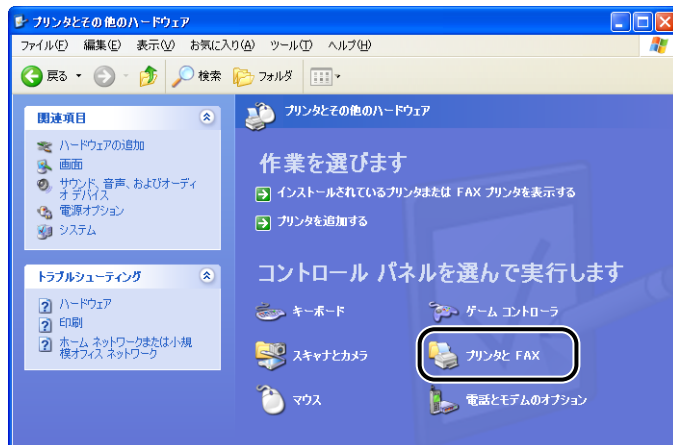 プリンタとその他のハードウェア
ファイル(F) 編集(E) 表示(V) お気に入り(A) ツール(T) ヘルプ(H)
戻る 検索 フォルダ
関連項目
ハードウェアの追加
画面
サウンド、音声、およびオーディ
オ デバイス
電源オプション
システム
トラブルシューティング
ハードウェア
印刷
ホーム ネットワークまたは小規
模オフィス ネットワーク
プリンタとその他のハードウェア
作業を選びます
インストールされているプリンタまたは FAX プリンタを表示する
プリンタを追加する
コントロール パネルを選んで実行します
キーボード
ゲーム コントローラ
スキャナとカメラ
プリンタと FAX
マウス
電話とモデムのオプション